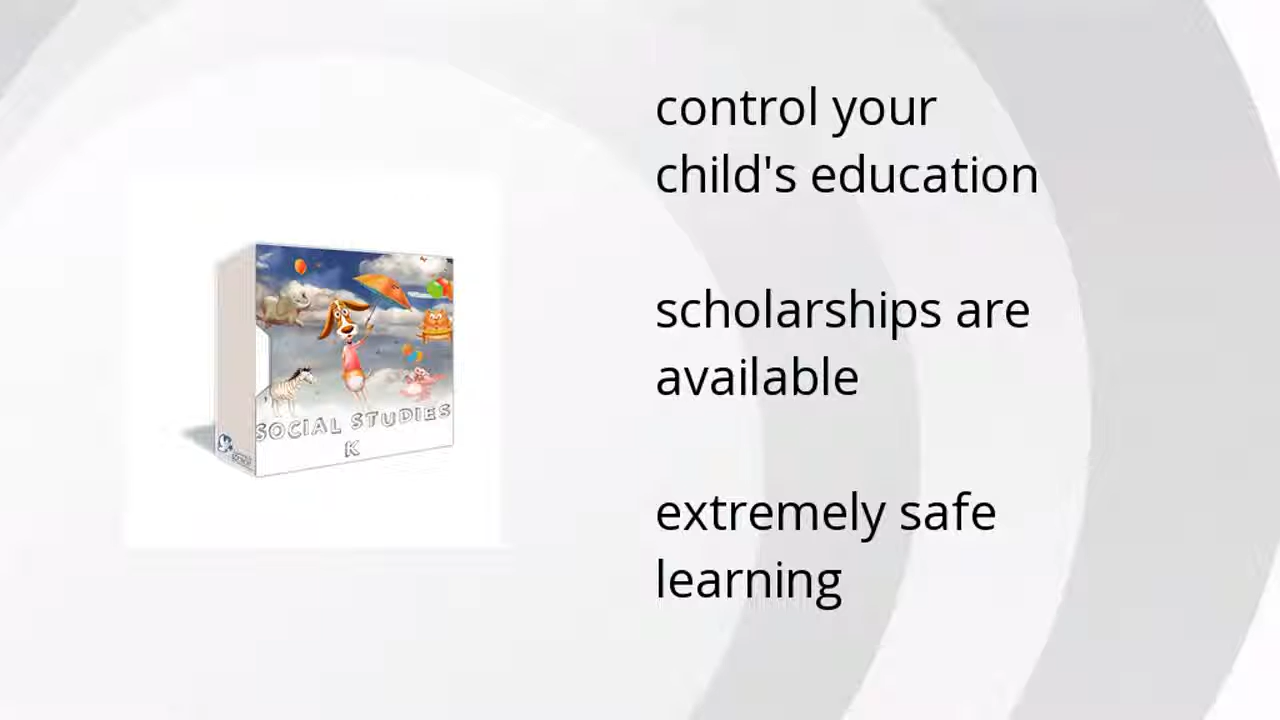 control your
child's education
scholarships are
available
extremely safe
learning
SOCIAL STUDIES
K